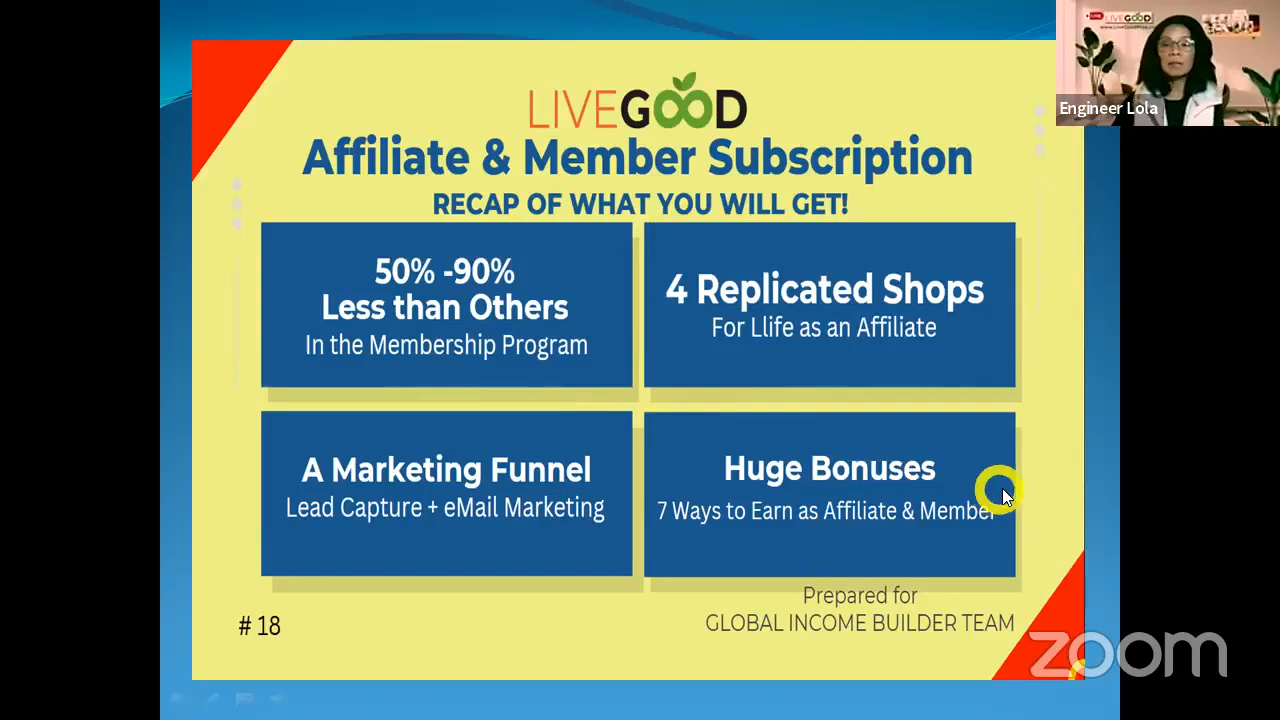 LIVEGOOD
Affiliate & Member Subscription
RECAP OF WHAT YOU WILL GET!
50% -90%
Less than Others
In the Membership Program
4 Replicated Shops
For Llife as an Affiliate
A Marketing Funnel
Lead Capture + eMail Marketing
Huge Bonuses
7 Ways to Earn as Affiliate & Member
Prepared for
GLOBAL INCOME BUILDER TEAM
# 18
zoom
LIVEGOOD
Engineer Lola